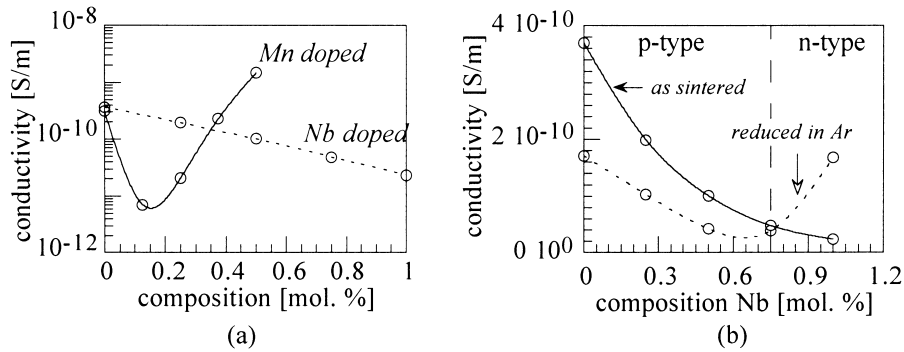 10-8
10-10
10-12
conductivity [S/m]
Mn doped
Nb doped
0 0.2 0.4 0.6 0.8 1
composition [mol. %]
(a)
4 10-10
2 10-10
0 100
conductivity [S/m]
p-type n-type
as sintered
reduced in Ar
0 0.3 0.6 0.9 1.2
composition Nb [mol. %]
(b)